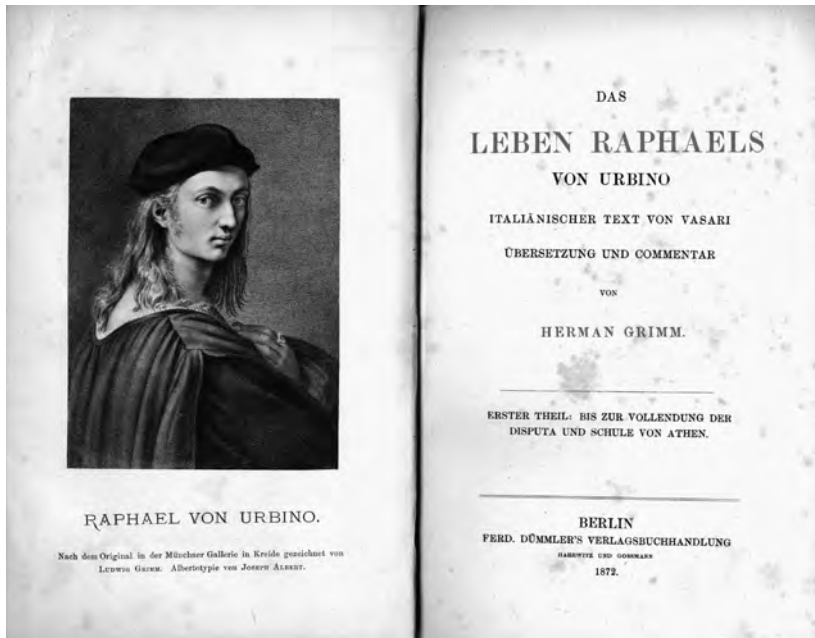 RAPHAEL VON URBINO.
Nach dem Original in der Münchner Gallerie in Kreide gezeichnet von
LUDWIG GRIMM. Albertotypie von JOSEPH ALBERT.
DAS
LEBEN RAPHAELS
VON URBINO
ITALIÄNISCHER TEXT VON VASARI
ÜBERSETZUNG UND COMMENTAR
VON
HERMAN GRIMM.
ERSTER THEIL: BIS ZUR VOLLENDUNG DER
DISPUTA UND SCHULE VON ATHEN.
BERLIN
FERD. DÜMMLER'S VERLAGSBUCHHANDLUNG
HARRWITZ UND GOSSMANN
1872.